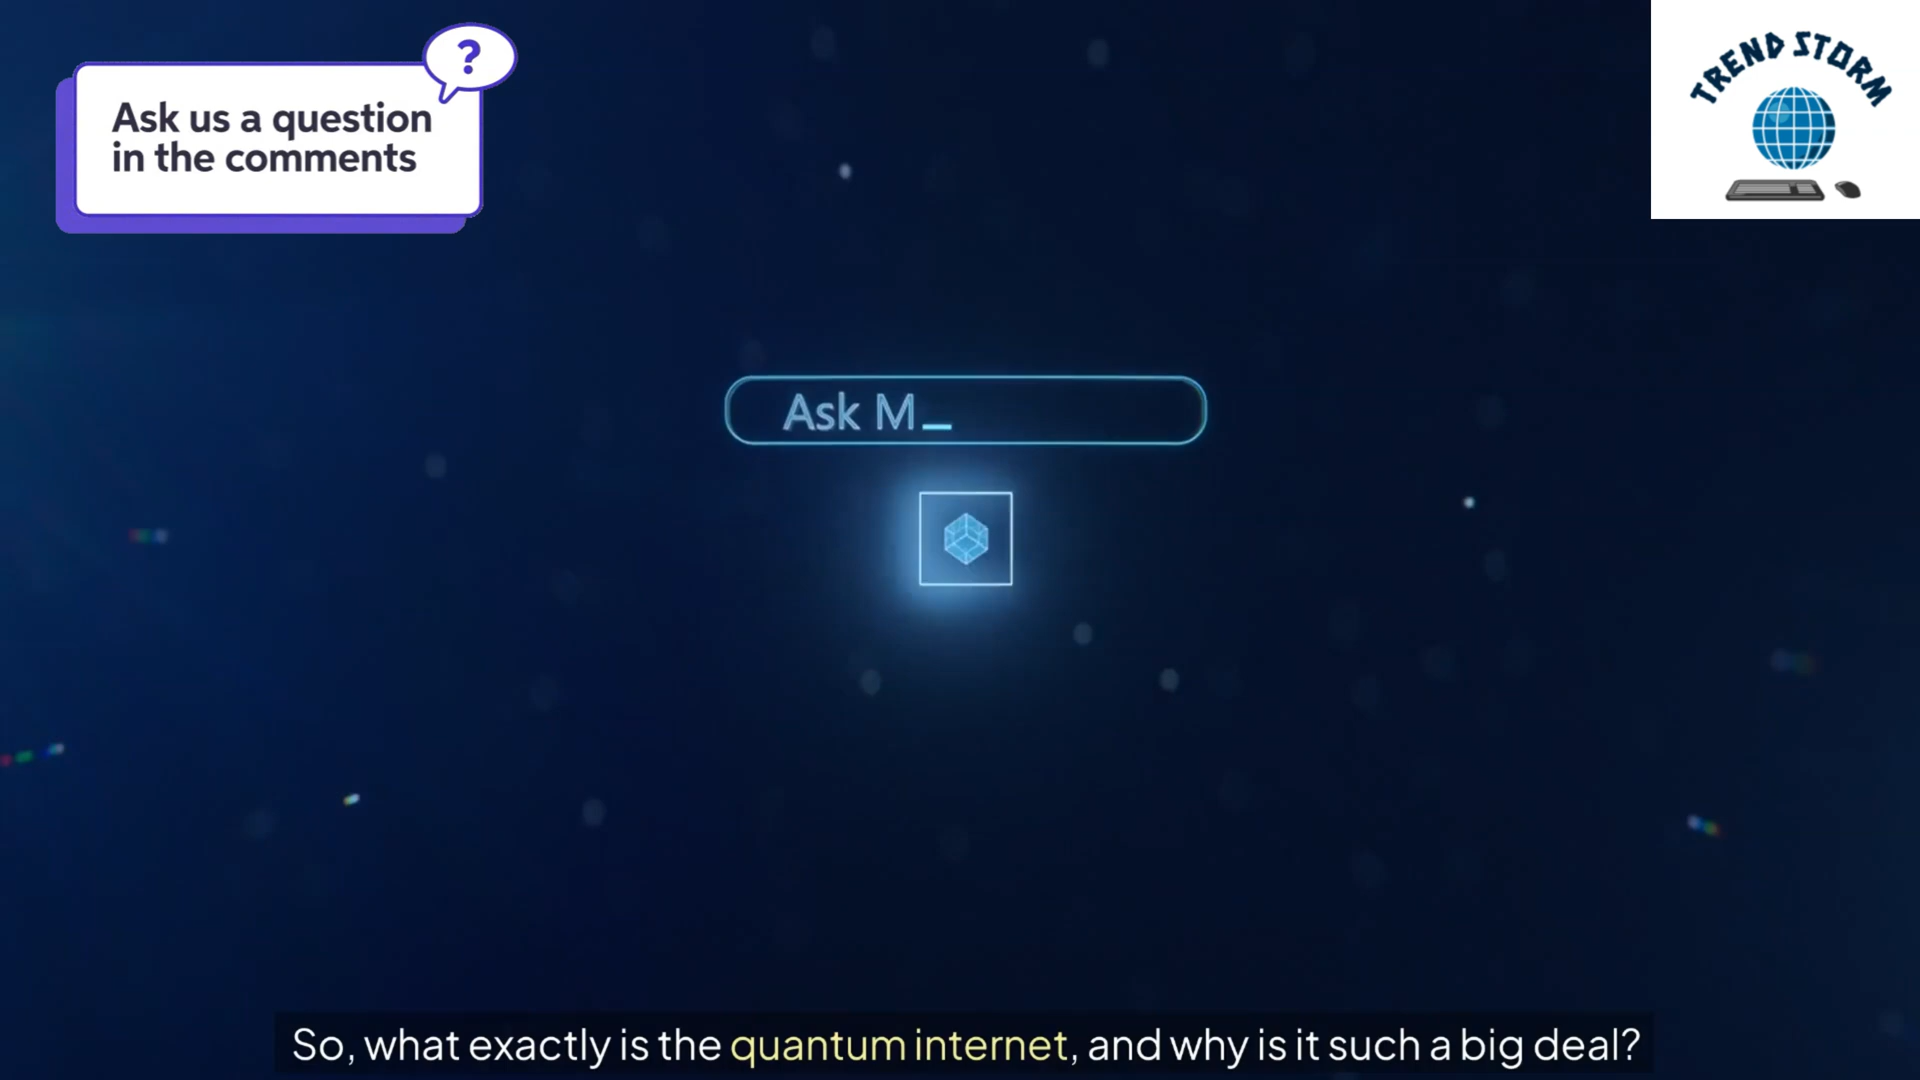 ?
Ask us a question
in the comments
TREND STORM
Ask M_
So, what exactly is the quantum internet, and why is it such a big deal?